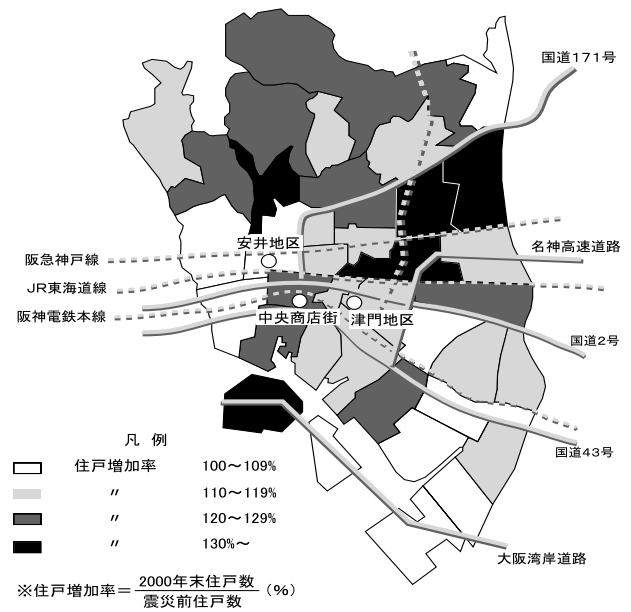 国道171号
安井地区
名神高速道路
阪急神戸線
JR東海道線
阪神電鉄本線
中央商店街
津門地区
国道2号
国道43号
大阪湾岸道路
凡 例
住戸増加率 100～109%
〃 110～119%
〃 120～129%
〃 130%～
※住戸増加率＝2000年末住戸数（％）
震災前住戸数